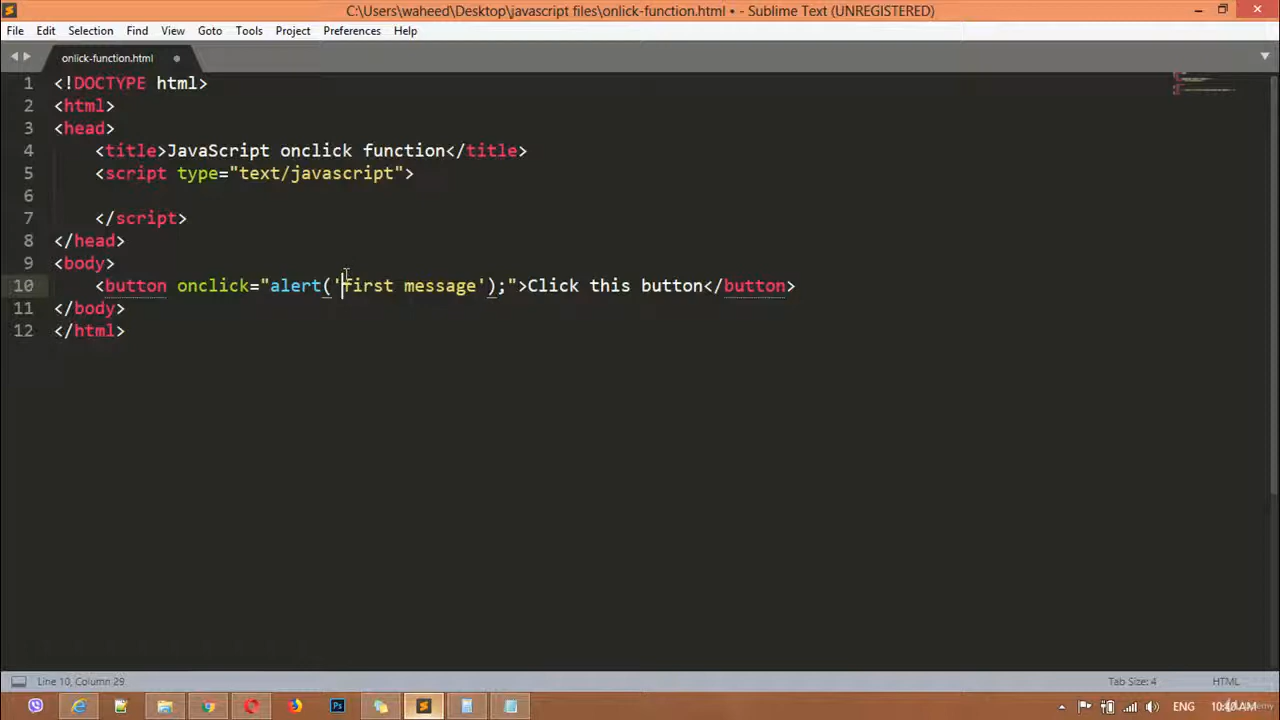 C:\Users\waheed\Desktop\javascript files\onlick-function.html • - Sublime Text (UNREGISTERED)
File Edit Selection Find View Goto Tools Project Preferences Help
onlick-function.html
1 <!DOCTYPE html>
2 <html>
3 <head>
4 <title>JavaScript onclick function</title>
5 <script type="text/javascript">
6
7 </script>
8 </head>
9 <body>
10 <button onclick="alert('first message');">Click this button</button>
11 </body>
12 </html>
Line 10, Column 29 Tab Size: 4 HTML
Ps ENG